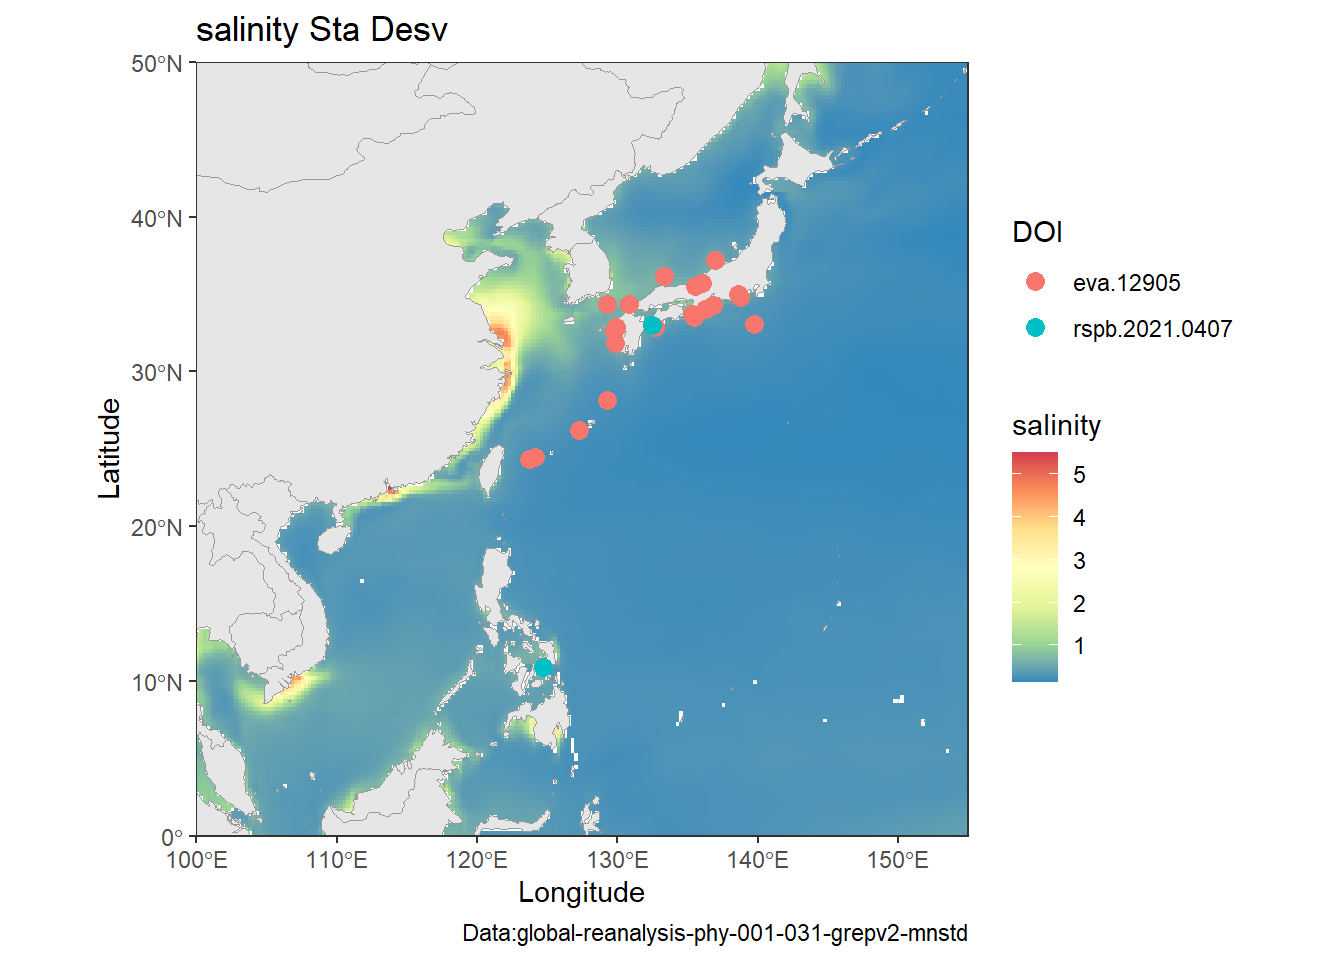 salinity Sta Desv
50°N
40°N
30°N
20°N
10°N
0°
Latitude
100°E
110°E
120°E
130°E
140°E
150°E
Longitude
Data:global-reanalysis-phy-001-031-grepv2-mnstd
DOI
eva.12905
rspb.2021.0407
salinity
5
4
3
2
1